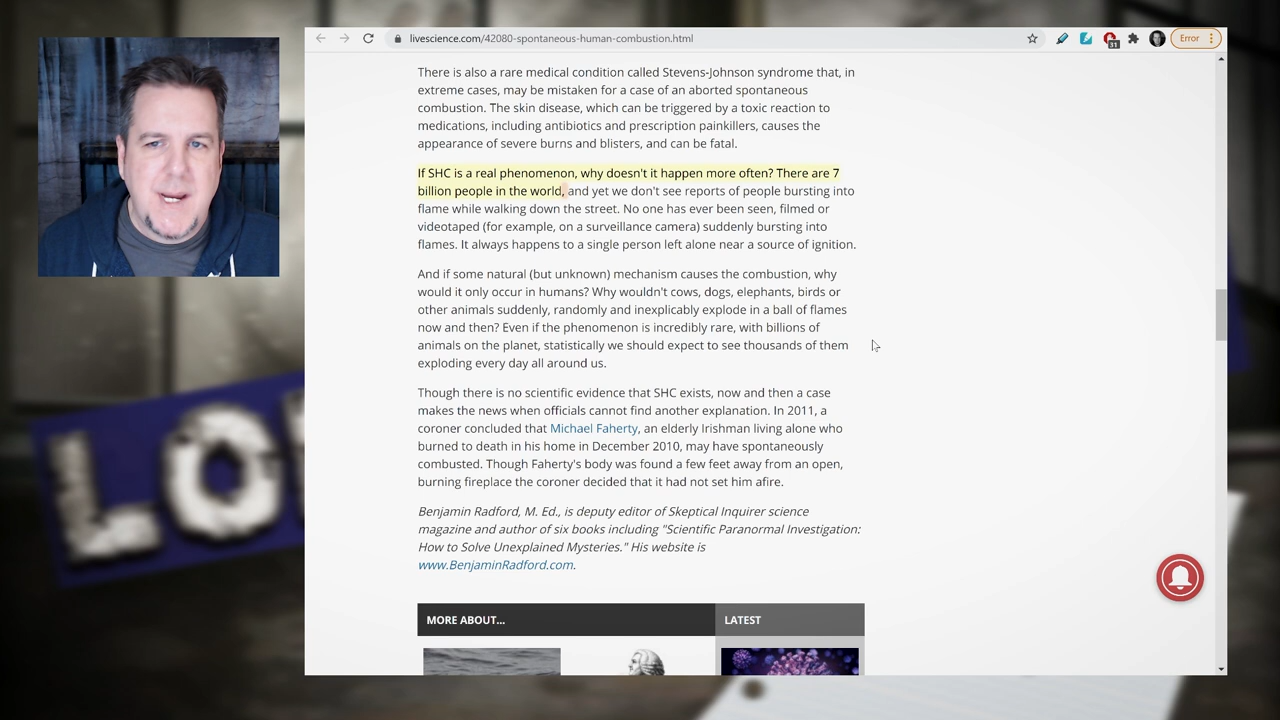 livescience.com/42080-spontaneous-human-combustion.html
31
Error
There is also a rare medical condition called Stevens-Johnson syndrome that, in
extreme cases, may be mistaken for a case of an aborted spontaneous
combustion. The skin disease, which can be triggered by a toxic reaction to
medications, including antibiotics and prescription painkillers, causes the
appearance of severe burns and blisters, and can be fatal.
If SHC is a real phenomenon, why doesn't it happen more often? There are 7
billion people in the world, and yet we don't see reports of people bursting into
flame while walking down the street. No one has ever been seen, filmed or
videotaped (for example, on a surveillance camera) suddenly bursting into
flames. It always happens to a single person left alone near a source of ignition.
And if some natural (but unknown) mechanism causes the combustion, why
would it only occur in humans? Why wouldn't cows, dogs, elephants, birds or
other animals suddenly, randomly and inexplicably explode in a ball of flames
now and then? Even if the phenomenon is incredibly rare, with billions of
animals on the planet, statistically we should expect to see thousands of them
exploding every day all around us.
Though there is no scientific evidence that SHC exists, now and then a case
makes the news when officials cannot find another explanation. In 2011, a
coroner concluded that Michael Faherty, an elderly Irishman living alone who
burned to death in his home in December 2010, may have spontaneously
combusted. Though Faherty's body was found a few feet away from an open,
burning fireplace the coroner decided that it had not set him afire.
Benjamin Radford, M. Ed., is deputy editor of Skeptical Inquirer science
magazine and author of six books including "Scientific Paranormal Investigation:
How to Solve Unexplained Mysteries." His website is
www.BenjaminRadford.com.
MORE ABOUT...
LATEST
LO